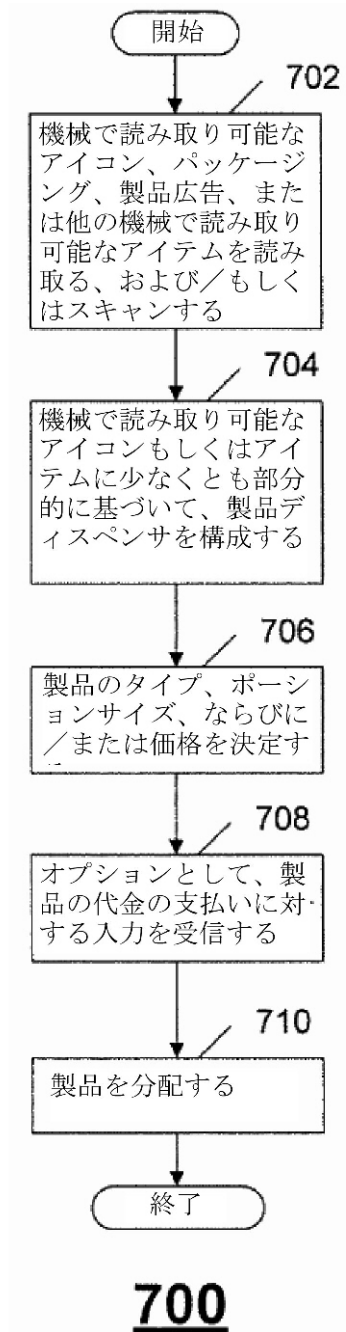 開始
702
機械で読み取り可能な
アイコン、パッケージ
ング、製品広告、また
は他の機械で読み取り
可能なアイテムを読み
取る、および/もしく
はスキャンする
704
機械で読み取り可能な
アイコンもしくはアイ
テムに少なくとも部分
的に基づいて、製品デ
ィスペンサを構成する
706
製品のタイプ、ポーシ
ョンサイズ、ならびに
/または価格を決定す
708
オプションとして、製
品の代金の支払いに対
する入力を受信する
710
製品を分配する
終了
700